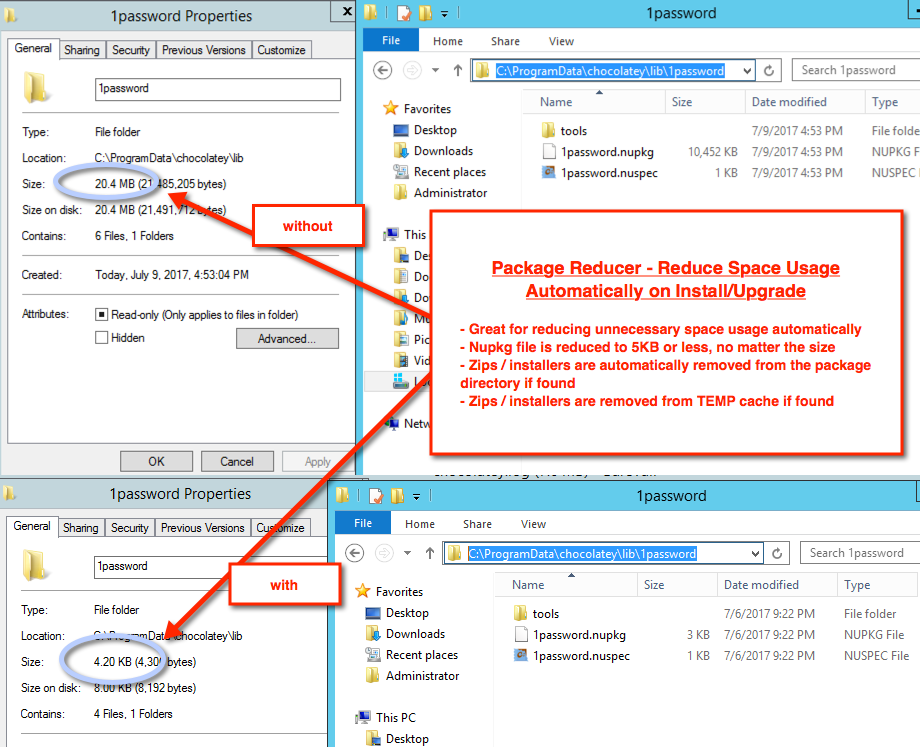 1password Properties
General Sharing Security Previous Versions Customize
1password
Type: File folder
Location: C:\ProgramData\chocolatey\lib
Size: 20.4 MB (21,485,205 bytes)
Size on disk: 20.4 MB (21,491,712 bytes)
Contains: 6 Files, 1 Folders
Created: Today, July 9, 2017, 4:53:04 PM
Attributes: Read-only (Only applies to files in folder)
Hidden Advanced...
OK Cancel Apply
without
1password
File Home Share View
C:\ProgramData\chocolatey\lib\1password Search 1password
Favorites
Desktop
Downloads
Recent places
Administrator
This
Name Size Date modified Type
tools 7/9/2017 4:53 PM File folde
1password.nupkg 10,452 KB 7/9/2017 4:53 PM NUPKG F
1password.nuspec 1 KB 7/9/2017 4:53 PM NUSPEC
Package Reducer - Reduce Space Usage
Automatically on Install/Upgrade
- Great for reducing unnecessary space usage automatically
- Nupkg file is reduced to 5KB or less, no matter the size
- Zips / installers are automatically removed from the package
directory if found
- Zips / installers are removed from TEMP cache if found
1password Properties
General Sharing Security Previous Versions Customize
1password
Type: File folder
Location: C:\ProgramData\chocolatey\lib
Size: 4.20 KB (4,30 bytes)
Size on disk: 8.00 KB (8,192 bytes)
Contains: 4 Files, 1 Folders
with
1password
File Home Share View
C:\ProgramData\chocolatey\lib\1password Search 1password
Favorites
Desktop
Downloads
Recent places
Administrator
This PC
Desktop
Name Size Date modified Type
tools 7/6/2017 9:22 PM File folder
1password.nupkg 3 KB 7/6/2017 9:22 PM NUPKG File
1password.nuspec 1 KB 7/6/2017 9:22 PM NUSPEC File